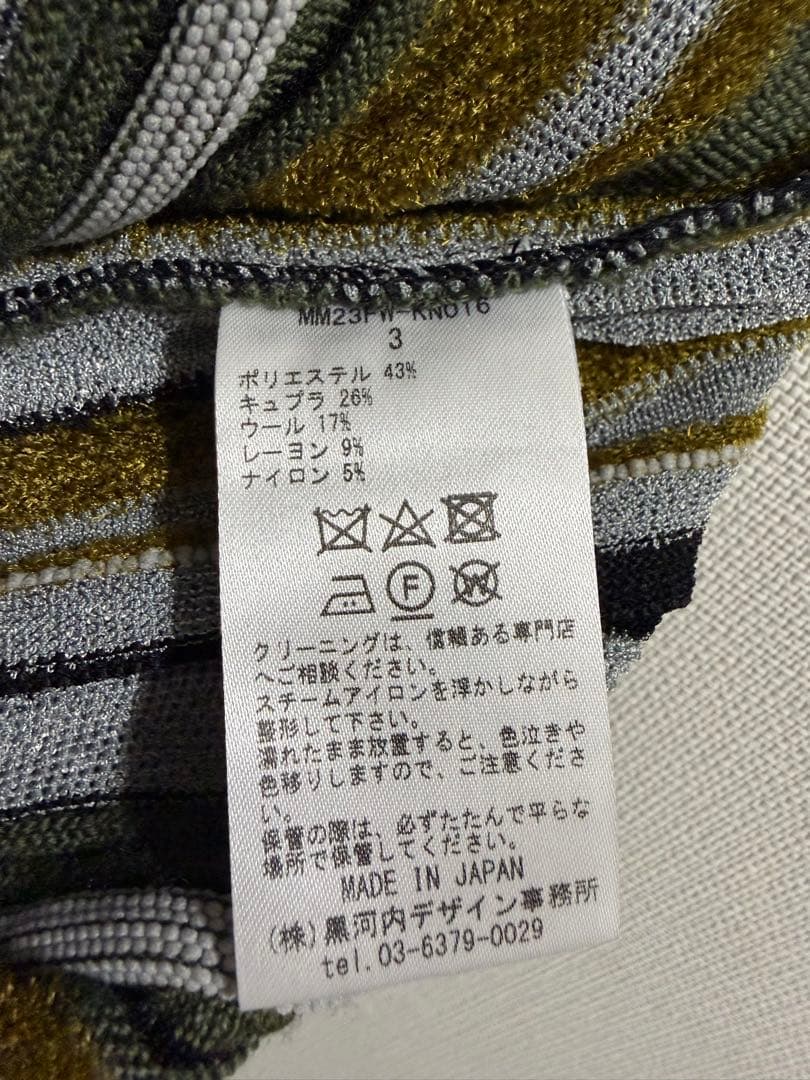 MM23FW-KN016
3
ポリエステル 43%
キュプラ 26%
ウール 17%
レーヨン 9%
ナイロン 5%
F
W
クリーニングは、信頼ある専門店
へご相談ください。
スチームアイロンを浮かしながら
整形して下さい。
濡れたまま放置すると、色泣きや
色移りしますので、ご注意くださ
い。
保管の際は、必ずたたんで平らな
場所で保管してください。
MADE IN JAPAN
(株)黒河内デザイン事務所
tel.03-6379-0029